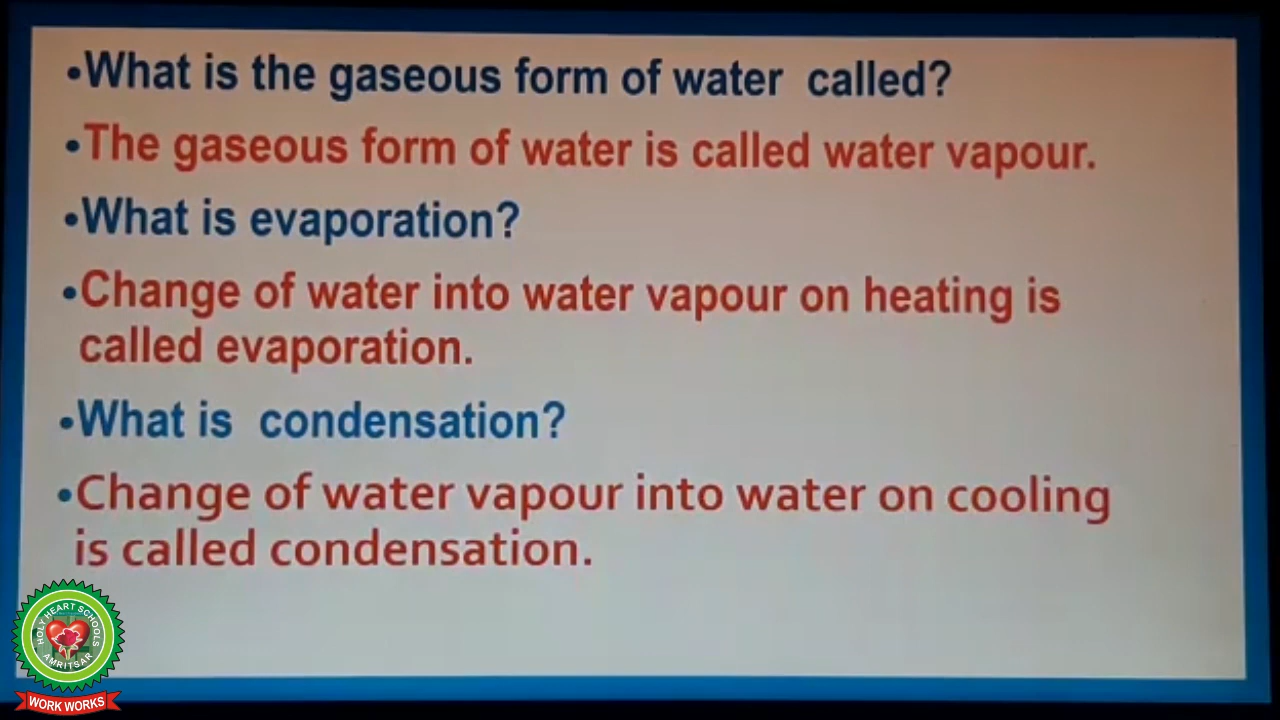 •What is the gaseous form of water called?
•The gaseous form of water is called water vapour.
•What is evaporation?
•Change of water into water vapour on heating is
called evaporation.
•What is condensation?
•Change of water vapour into water on cooling
is called condensation.
HOLY HEART SCHOOLS
AMRITSAR
WORK WORKS